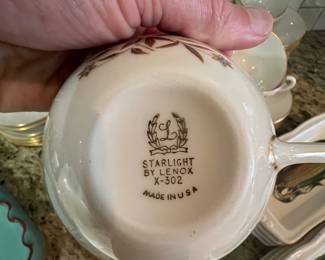 L
STARLIGHT
BY LENOX
X-302
MADE IN USA